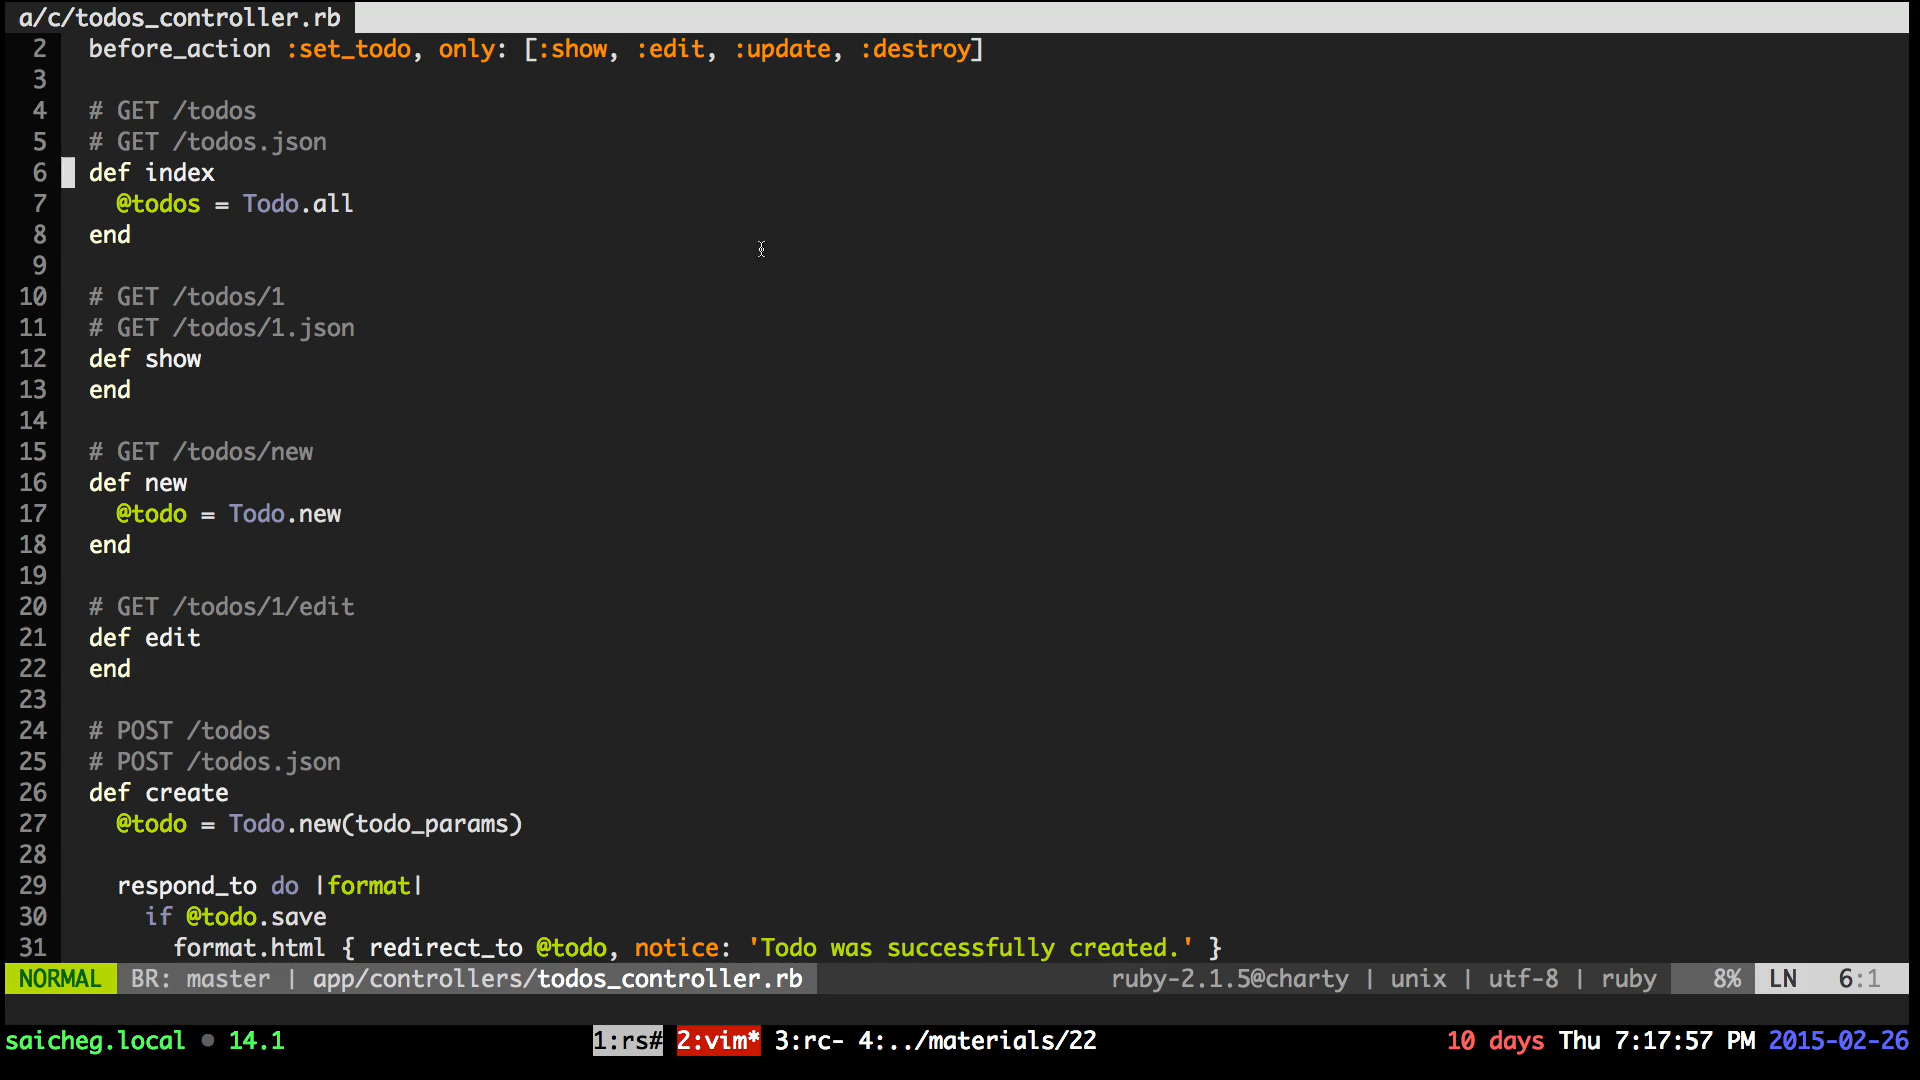 a/c/todos_controller.rb
2 before_action :set_todo, only: [:show, :edit, :update, :destroy]
3
4 # GET /todos
5 # GET /todos.json
6 def index
7 @todos = Todo.all
8 end
9
10 # GET /todos/1
11 # GET /todos/1.json
12 def show
13 end
14
15 # GET /todos/new
16 def new
17 @todo = Todo.new
18 end
19
20 # GET /todos/1/edit
21 def edit
22 end
23
24 # POST /todos
25 # POST /todos.json
26 def create
27 @todo = Todo.new(todo_params)
28
29 respond_to do |format|
30 if @todo.save
31 format.html { redirect_to @todo, notice: 'Todo was successfully created.' }
NORMAL BR: master | app/controllers/todos_controller.rb ruby-2.1.5@charty | unix | utf-8 | ruby 8% LN 6:1
saicheg.local ● 14.1 1:rs# 2:vim* 3:rc- 4:../materials/22 10 days Thu 7:17:57 PM 2015-02-26